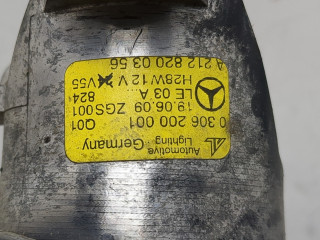 Automotive Lighting Germany
0 306 200 001 Q01
19.06.09 ZGS001
LE 03 A 824
H28W 12 V V55
A 212 820 03 56